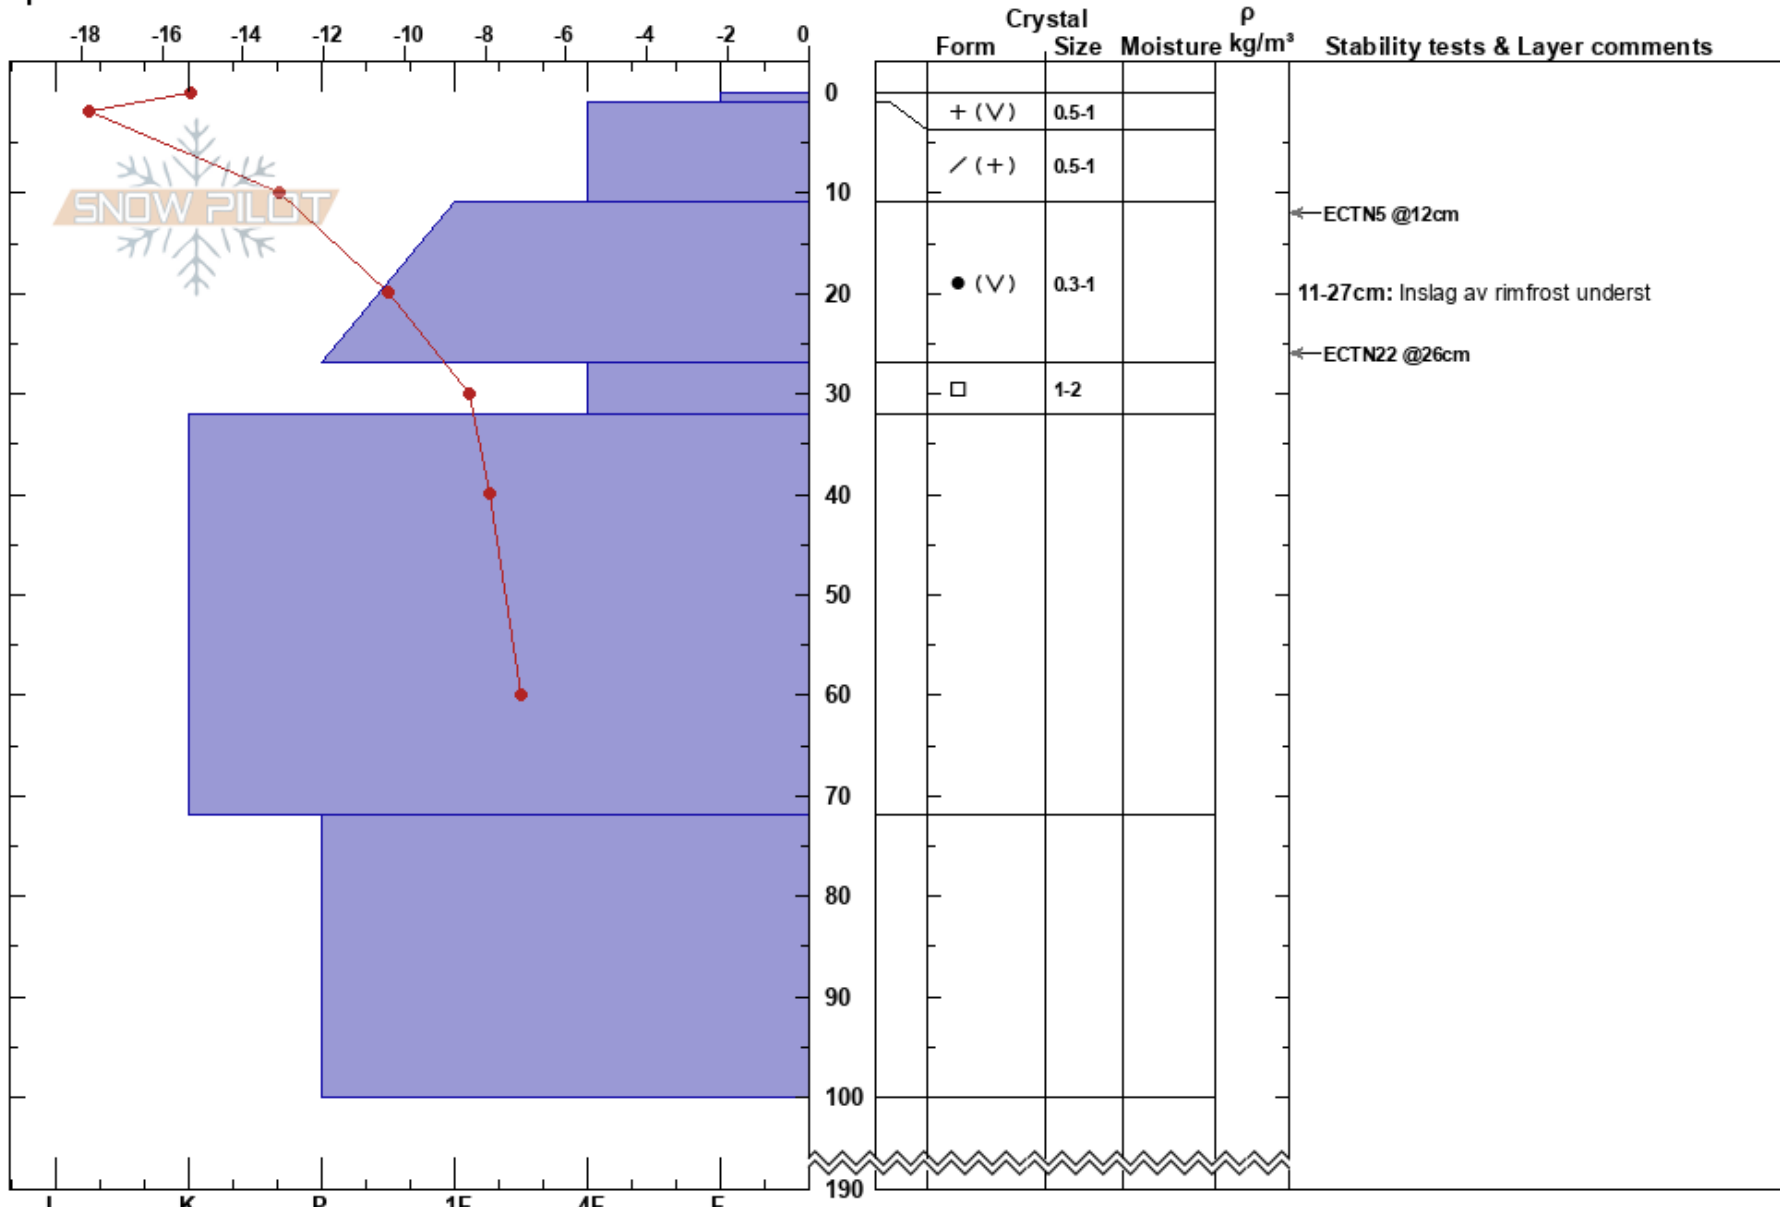 Crystal ρ
-18 -16 -14 -12 -10 -8 -6 -4 -2 0 Form Size Moisture kg/m³ Stability tests & Layer comments
0
+ (V) 0.5-1
/ (+) 0.5-1
10
SNOW PILOT
ECTN5 @12cm
● (V) 0.3-1
20 11-27cm: Inslag av rimfrost underst
ECTN22 @26cm
30 □ 1-2
40
50
60
70
80
90
100
190
I K P 1F 4F F